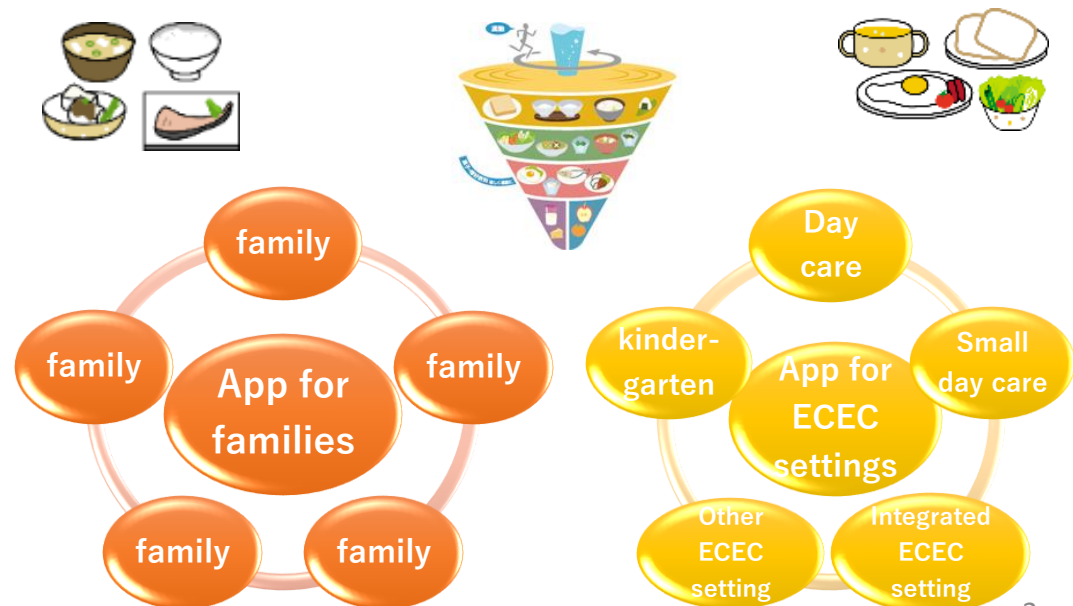 family
family
family
App for
families
family
family
Day
care
kinder-
garten
Small
day care
App for
ECEC
settings
Other
ECEC
setting
Integrated
ECEC
setting